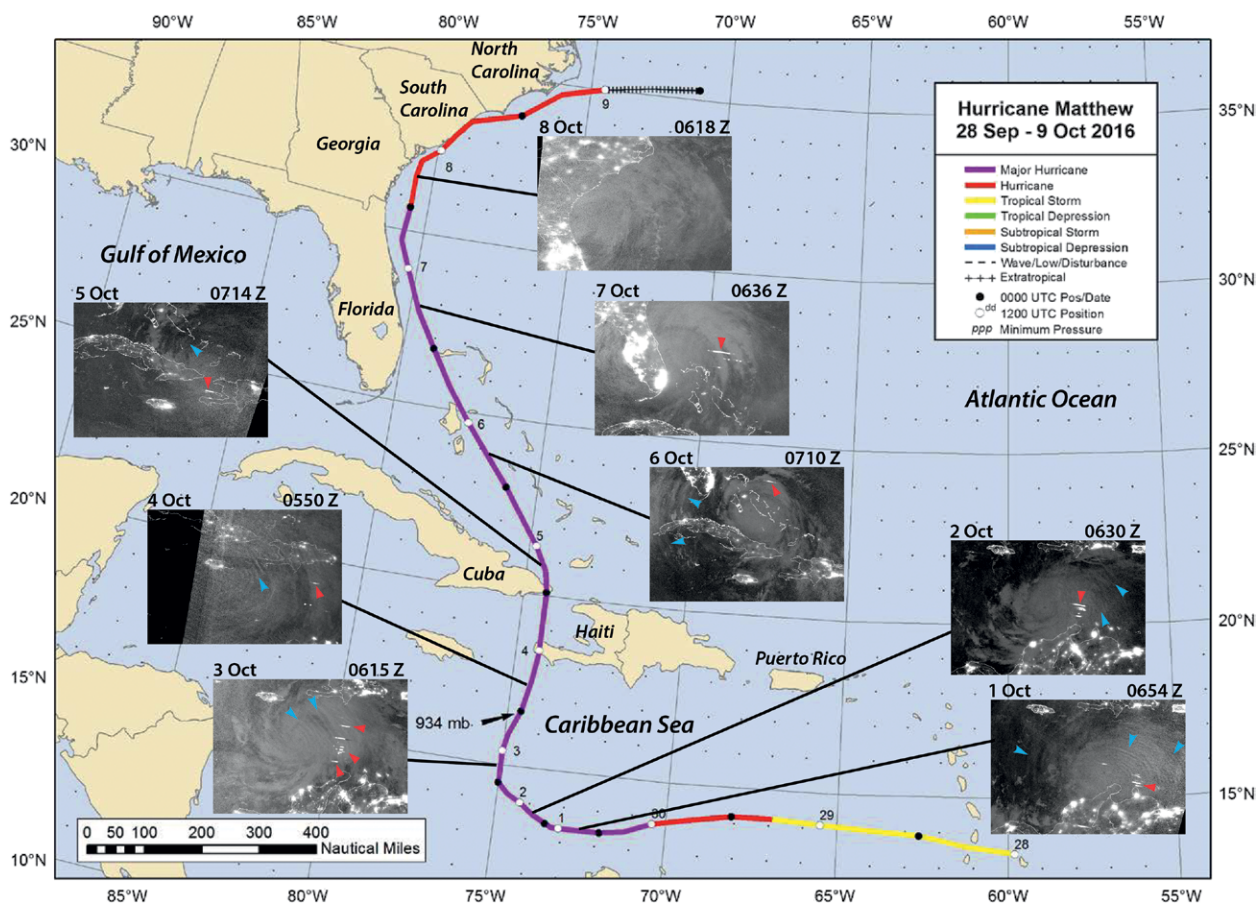 90°W 85°W 80°W 75°W 70°W 65°W 60°W 55°W
North
Carolina
South
Carolina
Georgia
9
8
8 Oct 0618 Z
35°N
30°N
30°N
Hurricane Matthew
28 Sep - 9 Oct 2016
Major Hurricane
Hurricane
Tropical Storm
Tropical Depression
Subtropical Storm
Subtropical Depression
Wave/Low/Disturbance
Extratropical
0000 UTC Pos/Date
dd
1200 UTC Position
ppp Minimum Pressure
Gulf of Mexico
5 Oct 0714 Z
Florida
7
7 Oct 0636 Z
25°N
Atlantic Ocean
25°N
6
6 Oct 0710 Z
20°N
4 Oct 0550 Z
5
2 Oct 0630 Z
Cuba
Haiti
20°N
Puerto Rico
4
15°N
3 Oct 0615 Z
1 Oct 0654 Z
934 mb
Caribbean Sea
3
15°N
2
1
30
29
28
0 50 100 200 300 400
Nautical Miles
10°N
10°N
85°W 80°W 75°W 70°W 65°W 60°W 55°W